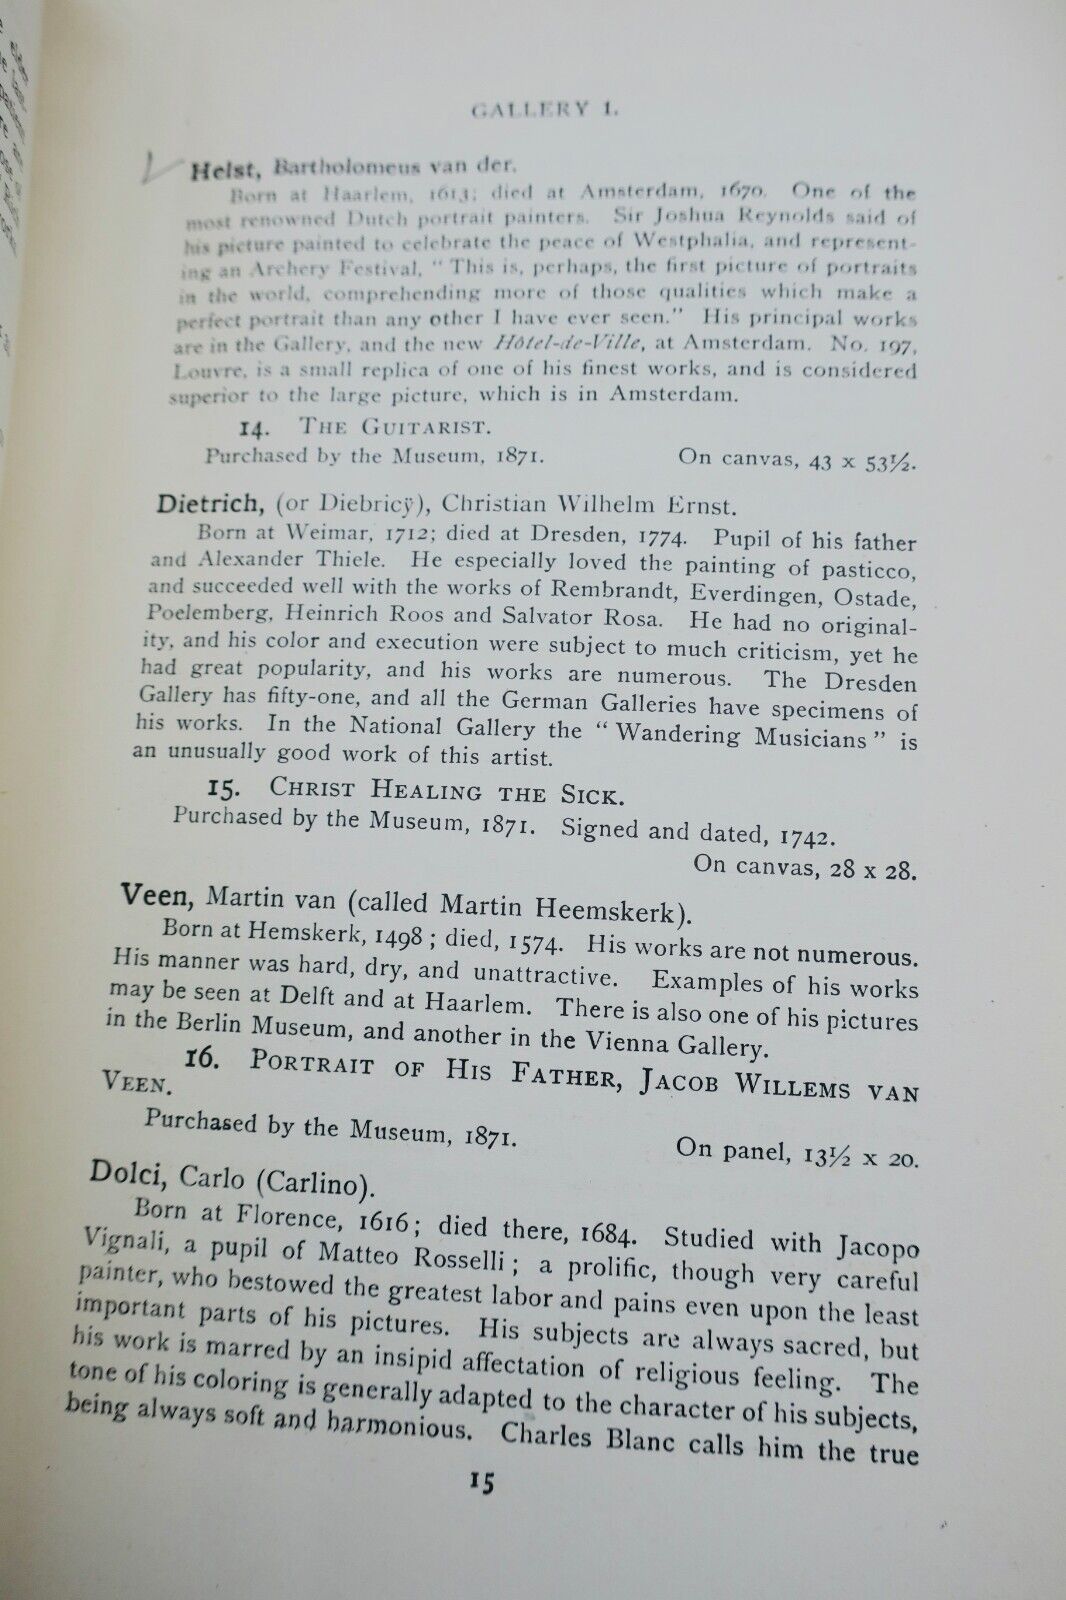 GALLERY I.
Helst, Bartholomeus van der.
Born at Haarlem, 1613; died at Amsterdam, 1670. One of the
most renowned Dutch portrait painters. Sir Joshua Reynolds said of
his picture painted to celebrate the peace of Westphalia, and represent-
ing an Archery Festival, "This is, perhaps, the first picture of portraits
in the world, comprehending more of those qualities which make a
perfect portrait than any other I have ever seen." His principal works
are in the Gallery, and the new Hôtel-de-Ville, at Amsterdam. No. 197,
Louvre, is a small replica of one of his finest works, and is considered
superior to the large picture, which is in Amsterdam.
14. THE GUITARIST.
Purchased by the Museum, 1871. On canvas, 43 x 53½.
Dietrich, (or Diebricÿ), Christian Wilhelm Ernst.
Born at Weimar, 1712; died at Dresden, 1774. Pupil of his father
and Alexander Thiele. He especially loved the painting of pasticco,
and succeeded well with the works of Rembrandt, Everdingen, Ostade,
Poelemberg, Heinrich Roos and Salvator Rosa. He had no original-
ity, and his color and execution were subject to much criticism, yet he
had great popularity, and his works are numerous. The Dresden
Gallery has fifty-one, and all the German Galleries have specimens of
his works. In the National Gallery the "Wandering Musicians" is
an unusually good work of this artist.
15. CHRIST HEALING THE SICK.
Purchased by the Museum, 1871. Signed and dated, 1742.
On canvas, 28 x 28.
Veen, Martin van (called Martin Heemskerk).
Born at Hemskerk, 1498; died, 1574. His works are not numerous.
His manner was hard, dry, and unattractive. Examples of his works
may be seen at Delft and at Haarlem. There is also one of his pictures
in the Berlin Museum, and another in the Vienna Gallery.
16. PORTRAIT OF HIS FATHER, JACOB WILLEMS VAN
VEEN.
Purchased by the Museum, 1871. On panel, 13½ x 20.
Dolci, Carlo (Carlino).
Born at Florence, 1616; died there, 1684. Studied with Jacopo
Vignali, a pupil of Matteo Rosselli; a prolific, though very careful
painter, who bestowed the greatest labor and pains even upon the least
important parts of his pictures. His subjects are always sacred, but
his work is marred by an insipid affectation of religious feeling. The
tone of his coloring is generally adapted to the character of his subjects,
being always soft and harmonious. Charles Blanc calls him the true
15